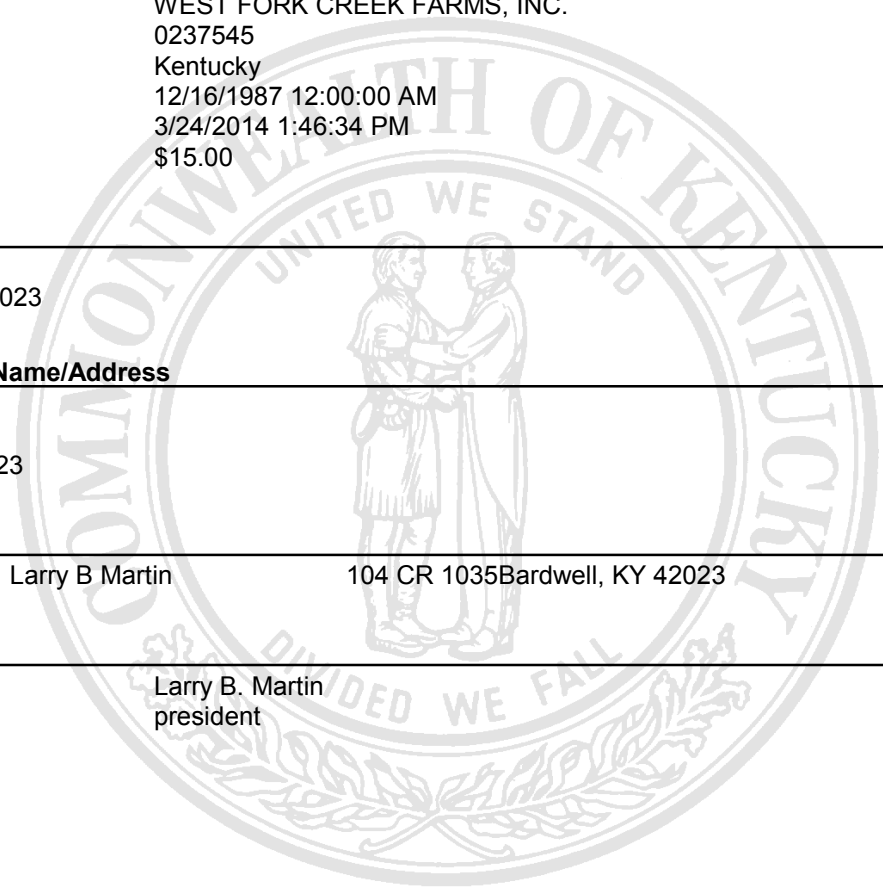 WEST FORK CREEK FARMS, INC.
0237545
Kentucky
12/16/1987 12:00:00 AM
3/24/2014 1:46:34 PM
$15.00
023
Name/Address
23
Larry B Martin 104 CR 1035Bardwell, KY 42023
Larry B. Martin
president
COMMONWEALTH OF KENTUCKY
UNITED WE STAND
DIVIDED WE FALL